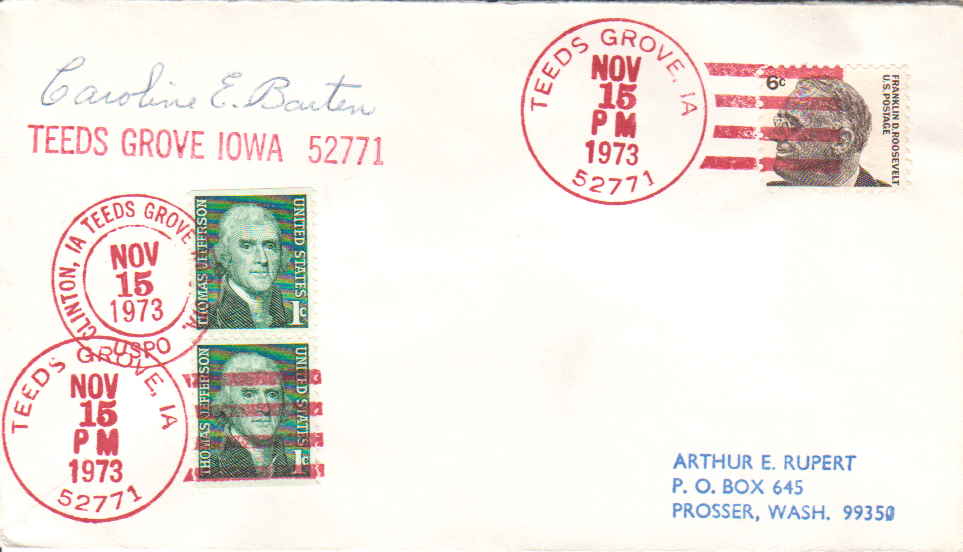 Caroline E. Barten
TEEDS GROVE IOWA 52771
TEEDS GROVE, IA
NOV
15
PM
1973
52771
6c
FRANKLIN D. ROOSEVELT
U.S. POSTAGE
CLINTON, IA TEEDS GROVE
NOV
15
1973
USPO
THOMAS JEFFERSON
UNITED STATES
1c
TEEDS GROVE, IA
NOV
15
PM
1973
52771
THOMAS JEFFERSON
UNITED STATES
1c
ARTHUR E. RUPERT
P. O. BOX 645
PROSSER, WASH. 99350